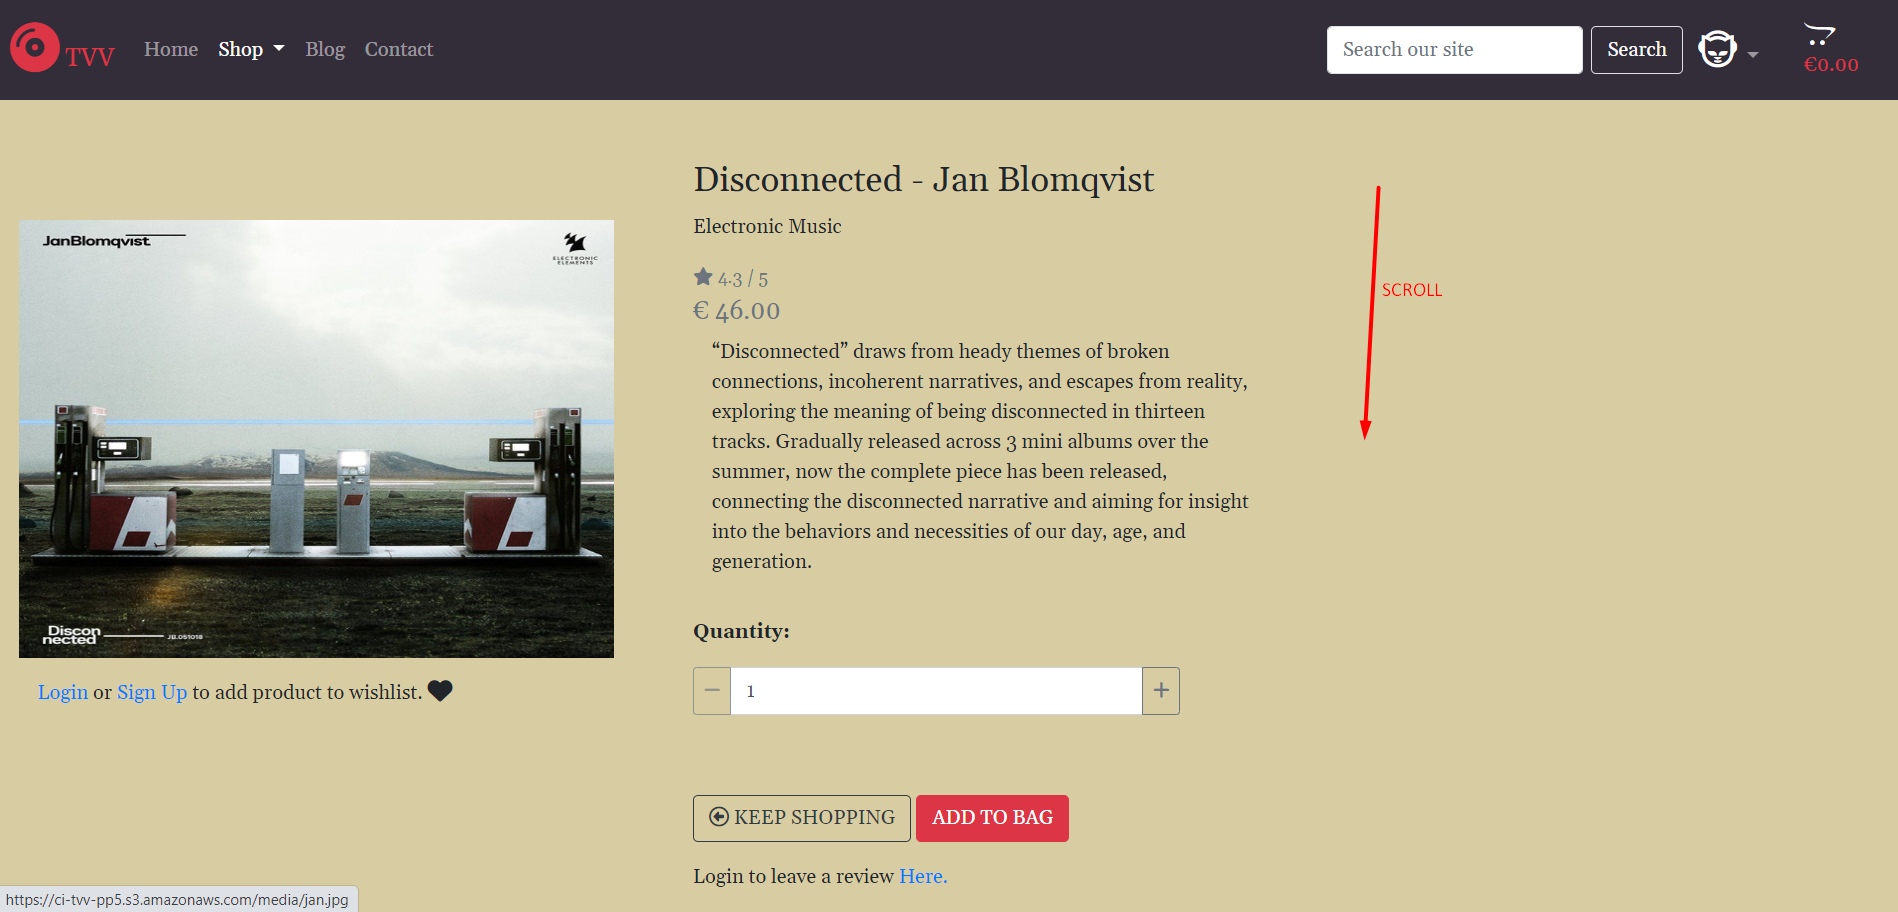 TVV
Home Shop Blog Contact
Search our site
Search
€0.00
Disconnected - Jan Blomqvist
Electronic Music
4.3 / 5
€ 46.00
“Disconnected” draws from heady themes of broken
connections, incoherent narratives, and escapes from reality,
exploring the meaning of being disconnected in thirteen
tracks. Gradually released across 3 mini albums over the
summer, now the complete piece has been released,
connecting the disconnected narrative and aiming for insight
into the behaviors and necessities of our day, age, and
generation.
SCROLL
JanBlomqvist
ELECTRONIC
ELEMENTS
Discon
nected
JB.051018
Login or Sign Up to add product to wishlist.
Quantity:
1
KEEP SHOPPING
ADD TO BAG
Login to leave a review Here.
https://ci-tvv-pp5.s3.amazonaws.com/media/jan.jpg